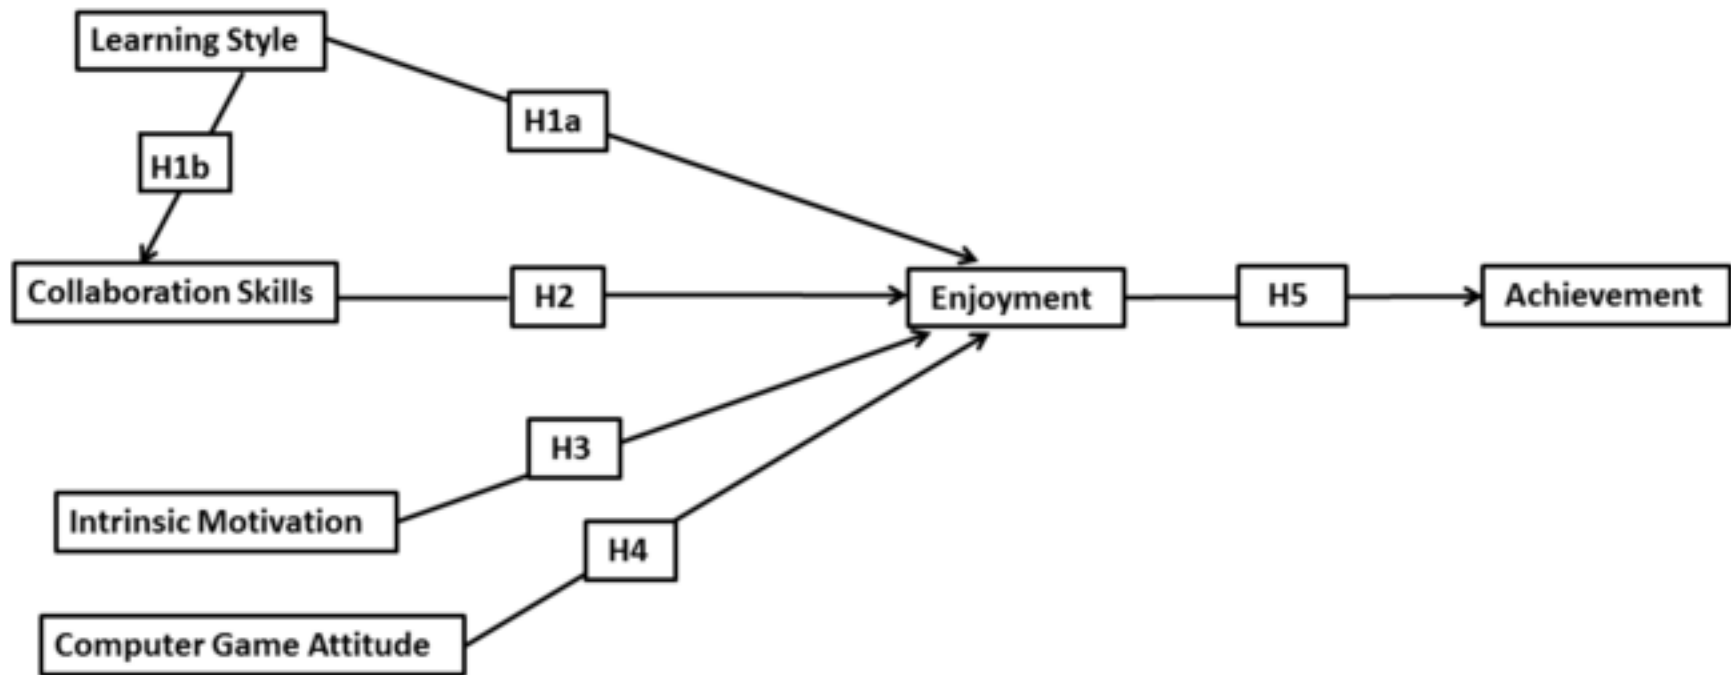 Learning Style
H1a
H1b
Collaboration Skills
H2
Enjoyment
H5
Achievement
H3
Intrinsic Motivation
H4
Computer Game Attitude